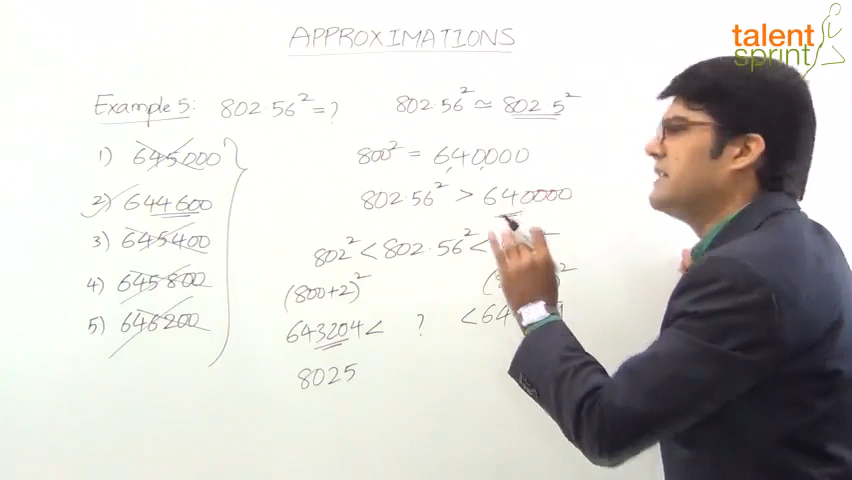 talent
sprint
APPROXIMATIONS
Example 5: 802.56² = ? 802.56² ≃ 802.5²
1) 645000
2) 644600
3) 645400
4) 645800
5) 646200
800² = 640000
802.56² > 640000
802² < 802.56² <
(800+2)²
643204 < ? < 64
8025